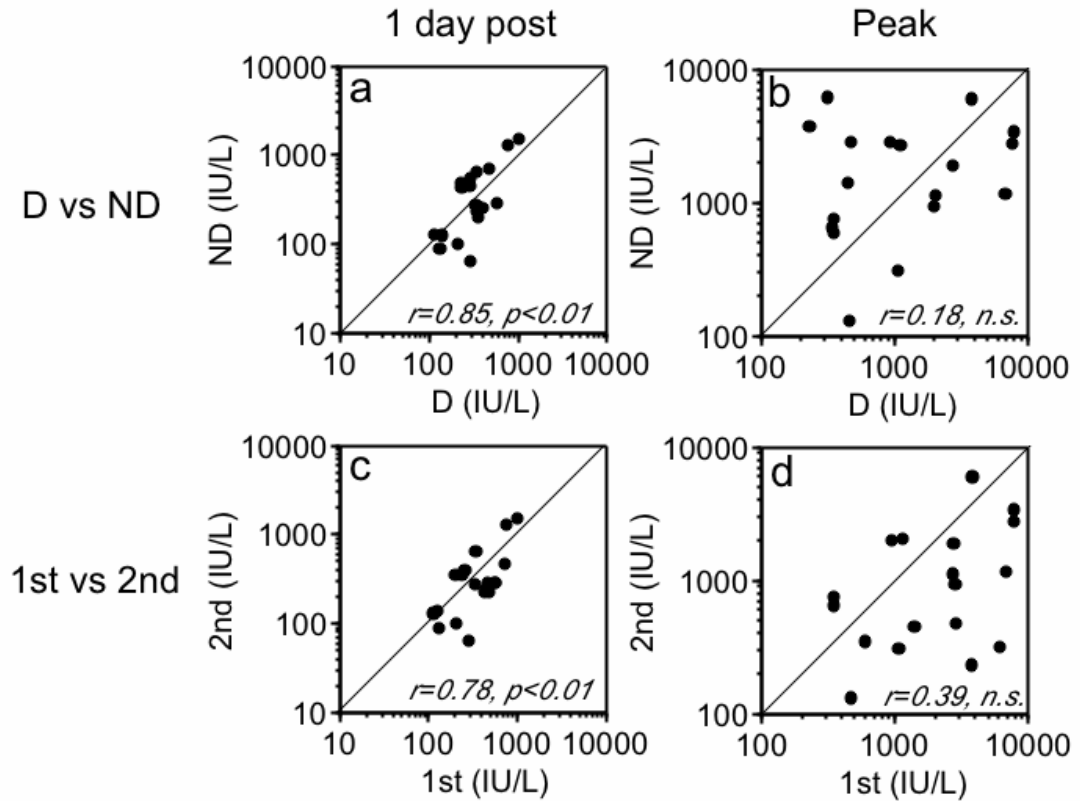 1 day post
Peak
D vs ND
a
ND (IU/L)
10000
1000
100
10
r=0.85, p<0.01
10 100 1000 10000
D (IU/L)
b
ND (IU/L)
10000
1000
100
r=0.18, n.s.
100 1000 10000
D (IU/L)
1st vs 2nd
c
2nd (IU/L)
10000
1000
100
10
r=0.78, p<0.01
10 100 1000 10000
1st (IU/L)
d
2nd (IU/L)
10000
1000
100
r=0.39, n.s.
100 1000 10000
1st (IU/L)